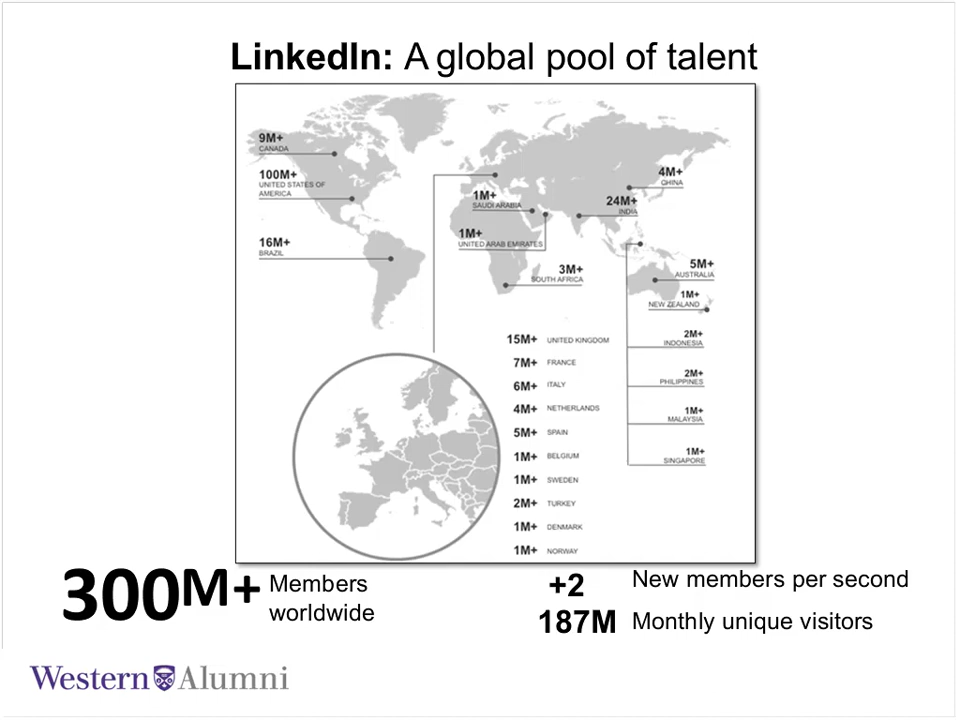 LinkedIn: A global pool of talent
9M+
CANADA
100M+
UNITED STATES OF
AMERICA
16M+
BRAZIL
1M+
SAUDI ARABIA
1M+
UNITED ARAB EMIRATES
3M+
SOUTH AFRICA
4M+
CHINA
24M+
INDIA
5M+
AUSTRALIA
1M+
NEW ZEALAND
2M+
INDONESIA
2M+
PHILIPPINES
1M+
MALAYSIA
1M+
SINGAPORE
15M+ UNITED KINGDOM
7M+ FRANCE
6M+ ITALY
4M+ NETHERLANDS
5M+ SPAIN
1M+ BELGIUM
1M+ SWEDEN
2M+ TURKEY
1M+ DENMARK
1M+ NORWAY
300M+ Members
worldwide
+2 New members per second
187M Monthly unique visitors
Western Alumni